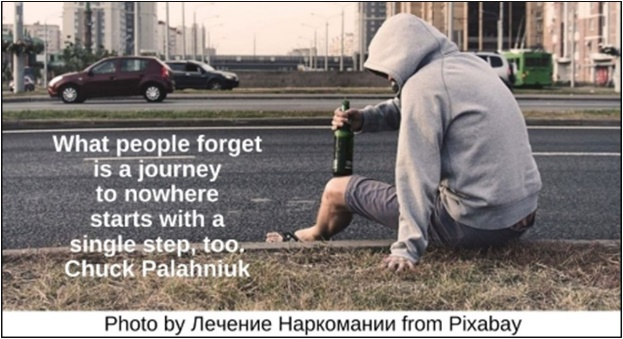 What people forget
is a journey
to nowhere
starts with a
single step, too.
Chuck Palahniuk
Photo by Лечение Наркомании from Pixabay